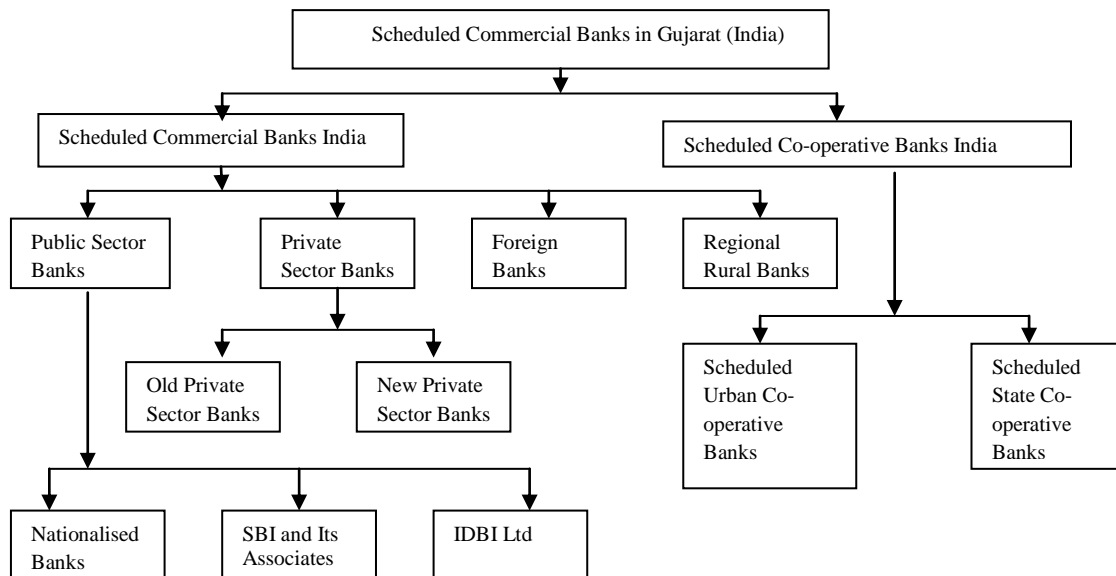 Scheduled Commercial Banks in Gujarat (India)
Scheduled Commercial Banks India
Scheduled Co-operative Banks India
Public Sector
Banks
Private
Sector Banks
Foreign
Banks
Regional
Rural Banks
Old Private
Sector Banks
New Private
Sector Banks
Scheduled
Urban Co-
operative
Banks
Scheduled
State Co-
operative
Banks
Nationalised
Banks
SBI and Its
Associates
IDBI Ltd